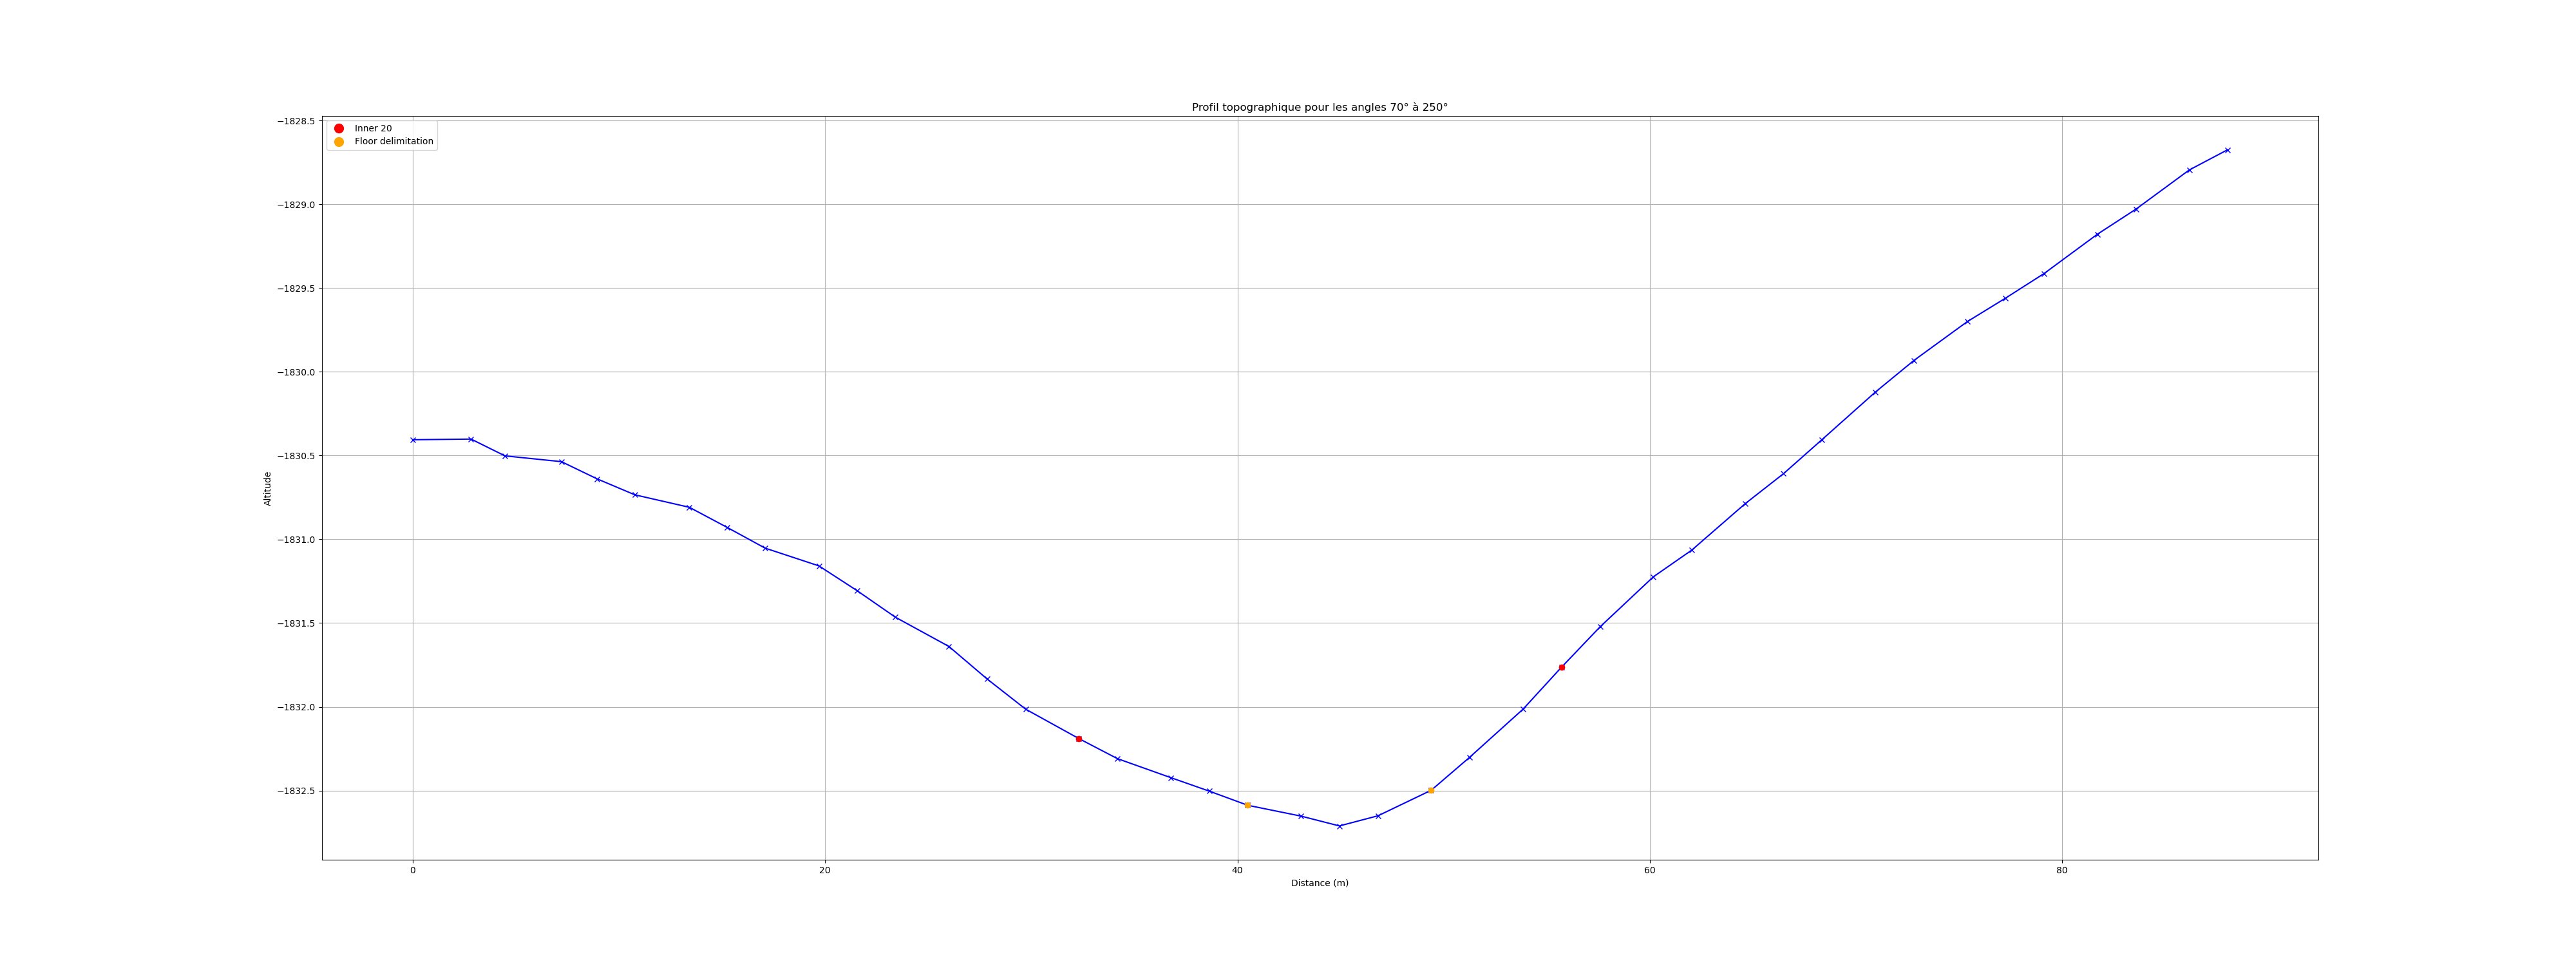 Profil topographique pour les angles 70° à 250°
Inner 20
Floor delimitation
−1828.5
−1829.0
−1829.5
−1830.0
−1830.5
−1831.0
−1831.5
−1832.0
−1832.5
Altitude
0 20 40 60 80
Distance (m)